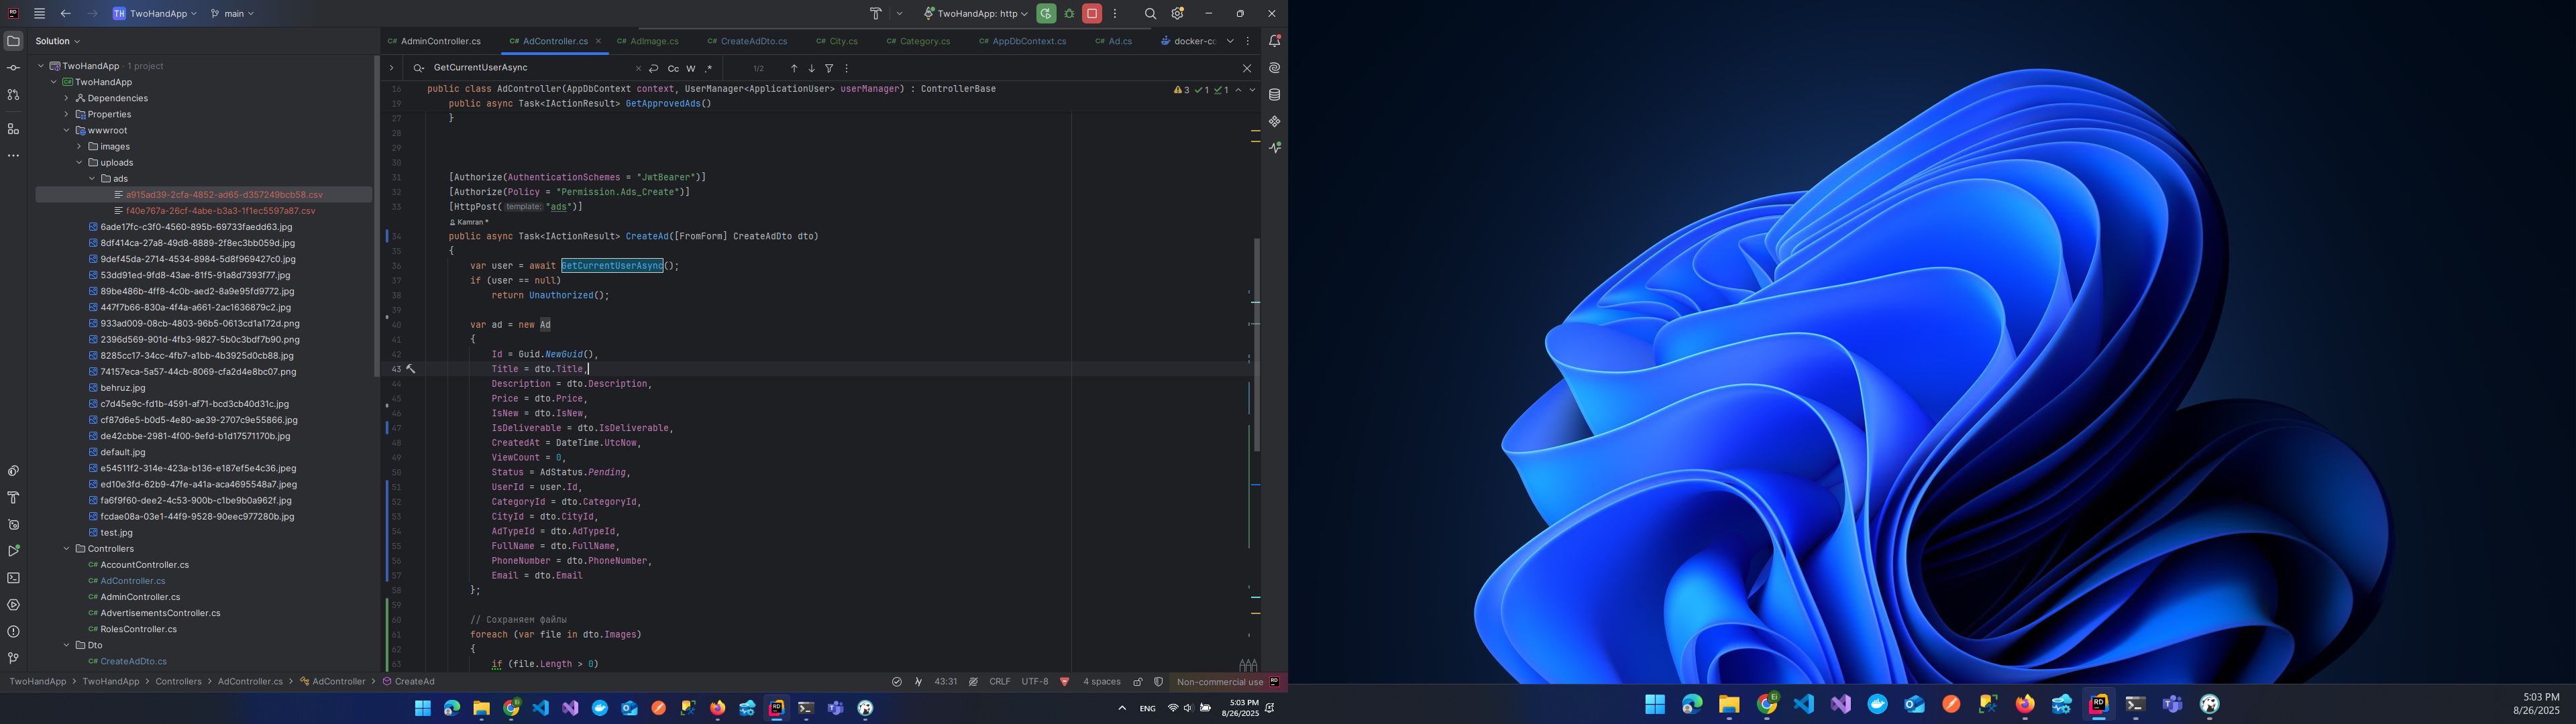 TH TwoHandApp main TwoHandApp: http
Solution
AdminController.cs AdController.cs AdImage.cs CreateAdDto.cs City.cs Category.cs AppDbContext.cs Ad.cs docker-co
GetCurrentUserAsync Cc W .* 1/2
TwoHandApp · 1 project
TwoHandApp
Dependencies
Properties
wwwroot
images
uploads
ads
a915ad39-2cfa-4852-ad65-d357249bcb58.csv
f40e767a-26cf-4abe-b3a3-1f1ec5597a87.csv
6ade17fc-c3f0-4560-895b-69733faedd63.jpg
8df414ca-27a8-49d8-8889-2f8ec3bb059d.jpg
9def45da-2714-4534-8984-5d8f969427c0.jpg
53dd91ed-9fd8-43ae-81f5-91a8d7393f77.jpg
89be486b-4ff8-4c0b-aed2-8a9e95fd9772.jpg
447f7b66-830a-4f4a-a661-2ac1636879c2.jpg
933ad009-08cb-4803-96b5-0613cd1a172d.png
2396d569-901d-4fb3-9827-5b0c3bdf7b90.png
8285cc17-34cc-4fb7-a1bb-4b3925d0cb88.jpg
74157eca-5a57-44cb-8069-cfa2d4e8bc07.png
behruz.jpg
c7d45e9c-fd1b-4591-af71-bcd3cb40d31c.jpg
cf87d6e5-b0d5-4e80-ae39-2707c9e55866.jpg
de42cbbe-2981-4f00-9efd-b1d17571170b.jpg
default.jpg
e54511f2-314e-423a-b136-e187ef5e4c36.jpeg
ed10e3fd-62b9-47fe-a41a-aca4695548a7.jpeg
fa6f9f60-dee2-4c53-900b-c1be9b0a962f.jpg
fcdae08a-03e1-44f9-9528-90eec977280b.jpg
test.jpg
Controllers
C# AccountController.cs
C# AdController.cs
C# AdminController.cs
C# AdvertisementsController.cs
C# RolesController.cs
Dto
C# CreateAdDto.cs
16 public class AdController(AppDbContext context, UserManager<ApplicationUser> userManager) : ControllerBase 3 1 1
19 public async Task<IActionResult> GetApprovedAds()
27 }
28
29
30
31 [Authorize(AuthenticationSchemes = "JwtBearer")]
32 [Authorize(Policy = "Permission.Ads_Create")]
33 [HttpPost( template: "ads")]
Kamran *
34 public async Task<IActionResult> CreateAd([FromForm] CreateAdDto dto)
35 {
36 var user = await GetCurrentUserAsync();
37 if (user == null)
38 return Unauthorized();
39
40 var ad = new Ad
41 {
42 Id = Guid.NewGuid(),
43 Title = dto.Title,
44 Description = dto.Description,
45 Price = dto.Price,
46 IsNew = dto.IsNew,
47 IsDeliverable = dto.IsDeliverable,
48 CreatedAt = DateTime.UtcNow,
49 ViewCount = 0,
50 Status = AdStatus.Pending,
51 UserId = user.Id,
52 CategoryId = dto.CategoryId,
53 CityId = dto.CityId,
54 AdTypeId = dto.AdTypeId,
55 FullName = dto.FullName,
56 PhoneNumber = dto.PhoneNumber,
57 Email = dto.Email
58 };
59
60 // Сохраняем файлы
61 foreach (var file in dto.Images)
62 {
63 if (file.Length > 0)
TwoHandApp > TwoHandApp > Controllers > AdController.cs > AdController > CreateAd 43:31 CRLF UTF-8 4 spaces Non-commercial use
ENG 5:03 PM
8/26/2025
5:03 PM
8/26/2025